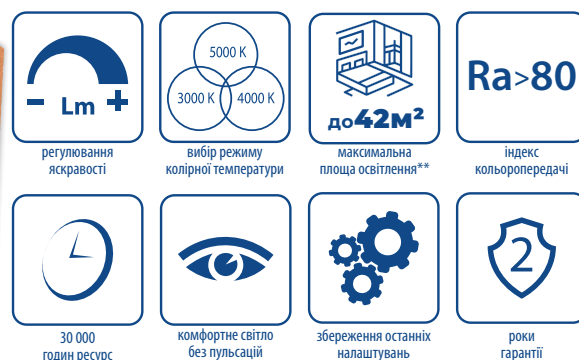 - Lm +
5000 K
3000 K 4000 K
до42м²
Ra>80
регулювання
яскравості
вибір режиму
колірної температури
максимальна
площа освітлення**
індекс
кольоропередачі
2
30 000
годин ресурс
комфортне світло
без пульсацій
збереження останніх
налаштувань
роки
гарантії